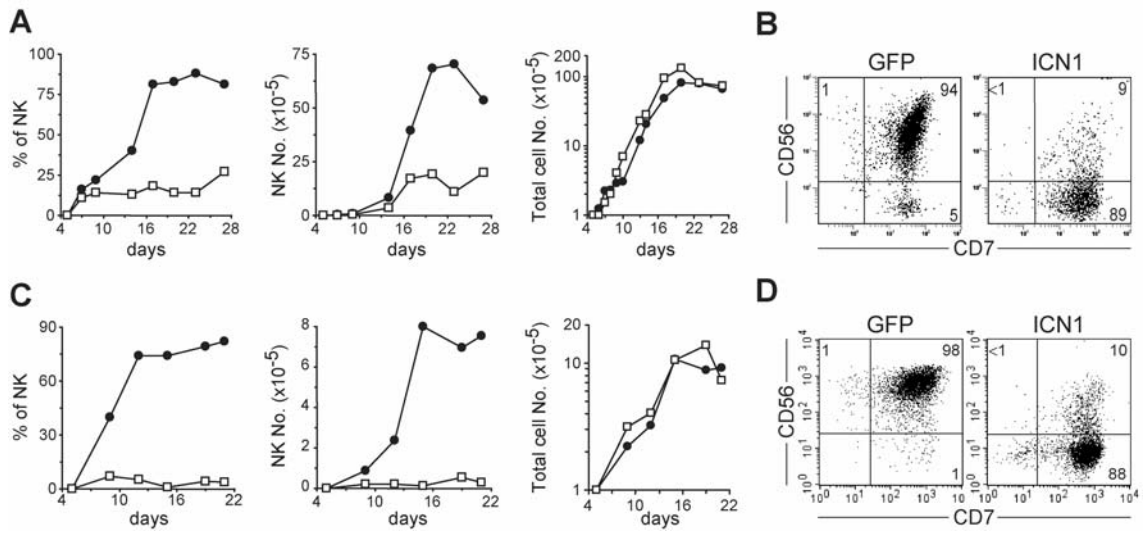 A
B
% of NK
100
75
50
25
0
4
10
16
22
28
days
NK No. (x10⁻⁵)
75
50
25
0
4
10
16
22
28
days
Total cell No. (x10⁻⁵)
200
100
10
1
4
10
16
22
28
days
GFP
ICN1
1
94
5
<1
9
89
CD56
CD7
C
D
% of NK
90
60
30
0
4
10
16
22
days
NK No. (x10⁻⁵)
8
6
4
2
0
4
10
16
22
days
Total cell No. (x10⁻⁵)
20
10
1
4
10
16
22
days
GFP
ICN1
1
98
1
<1
10
88
10⁴
10³
10²
10¹
10⁰
10⁰ 10¹ 10² 10³ 10⁴
10⁰ 10¹ 10² 10³ 10⁴
CD56
CD7